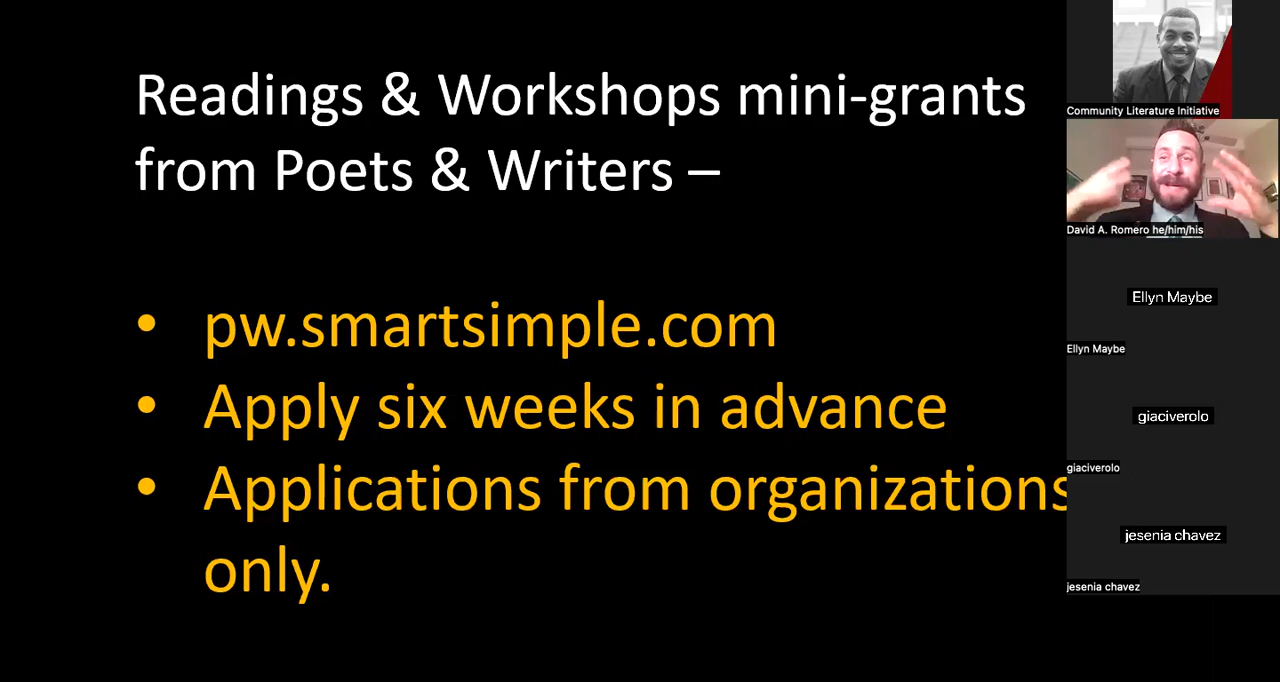 Readings & Workshops mini-grants
from Poets & Writers –
• pw.smartsimple.com
• Apply six weeks in advance
• Applications from organizations
only.
Community Literature Initiative
David A. Romero he/him/his
Ellyn Maybe
Ellyn Maybe
giaciverolo
giaciverolo
jesenia chavez
jesenia chavez